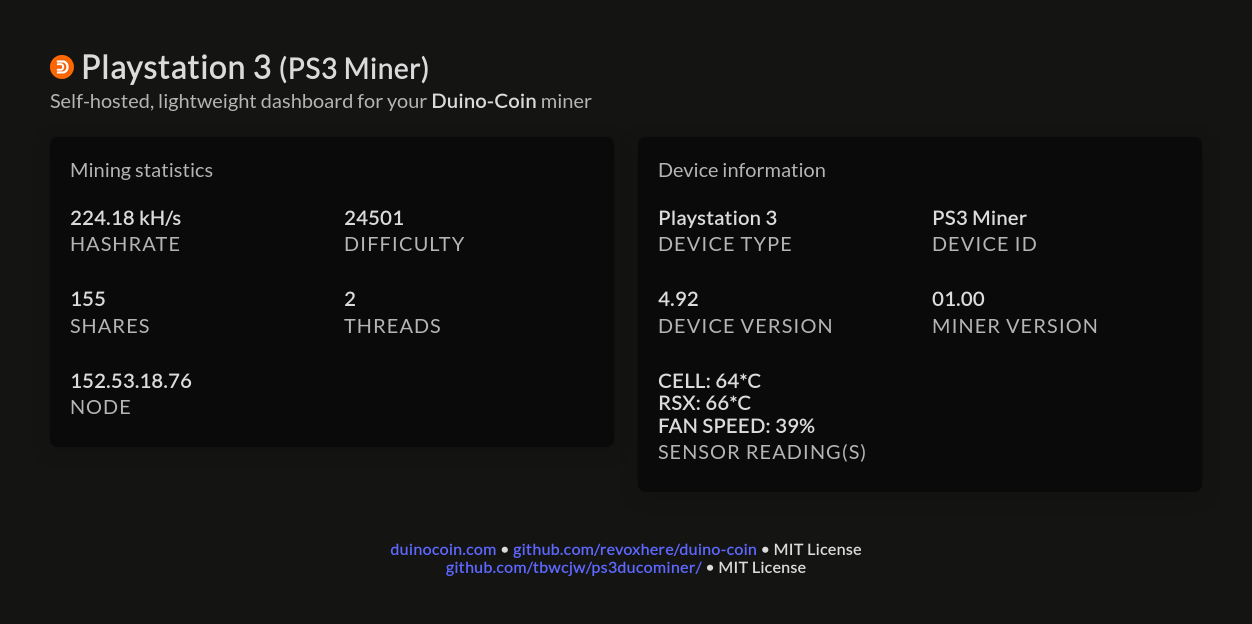 Playstation 3 (PS3 Miner)
Self-hosted, lightweight dashboard for your Duino-Coin miner
Mining statistics
224.18 kH/s
HASHRATE
24501
DIFFICULTY
155
SHARES
2
THREADS
152.53.18.76
NODE
Device information
Playstation 3
DEVICE TYPE
PS3 Miner
DEVICE ID
4.92
DEVICE VERSION
01.00
MINER VERSION
CELL: 64*C
RSX: 66*C
FAN SPEED: 39%
SENSOR READING(S)
duinocoin.com • github.com/revoxhere/duino-coin • MIT License
github.com/tbwcjw/ps3ducominer/ • MIT License